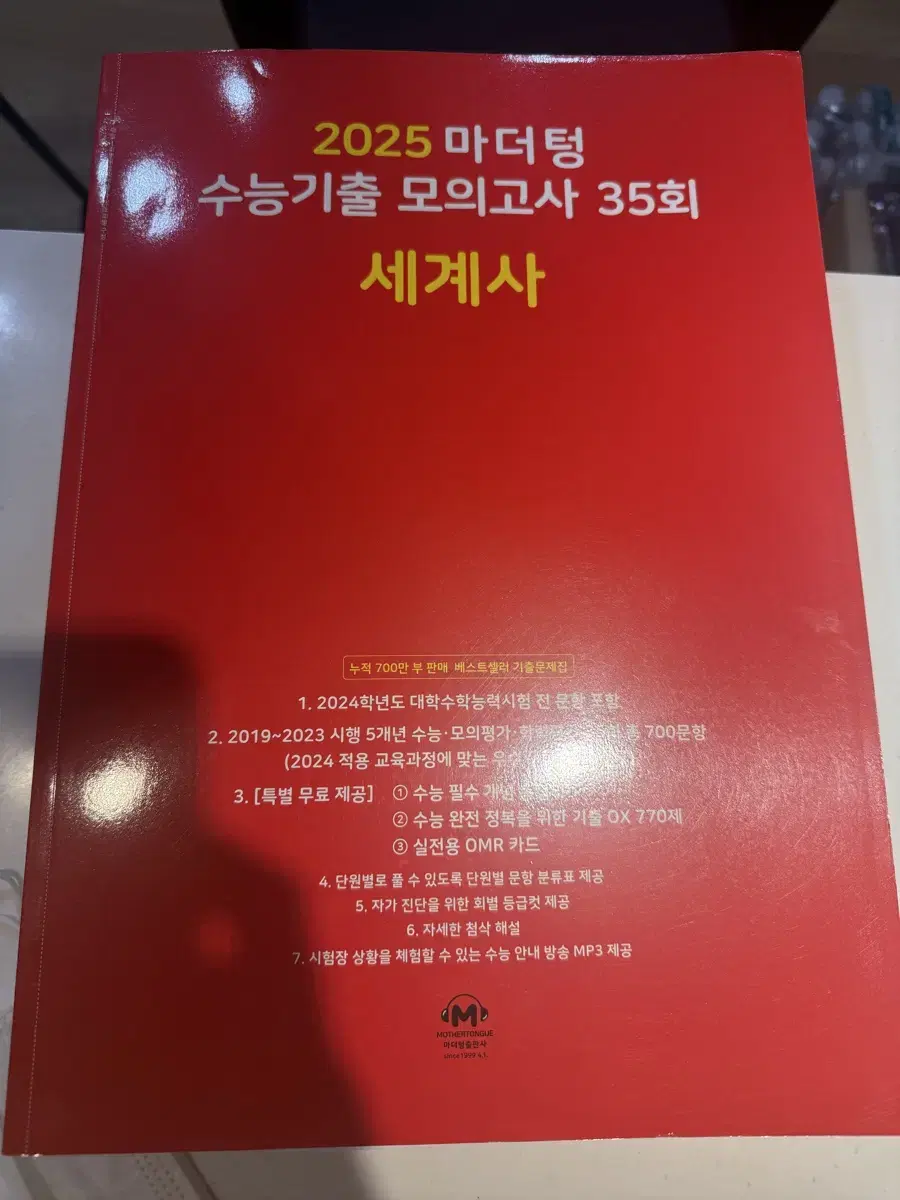 2025 마더텅
수능기출 모의고사 35회
세계사
누적 700만 부 판매 베스트셀러 기출문제집
1. 2024학년도 대학수학능력시험 전 문항 포함
2. 2019~2023 시행 5개년 수능·모의평가· 700문항
(2024 적용 교육과정에 맞는
3. [특별 무료 제공] ① 수능 필수
② 수능 완전 정복을 위한 기출 OX 770제
③ 실전용 OMR 카드
4. 단원별로 풀 수 있도록 단원별 문항 분류표 제공
5. 자가 진단을 위한 회별 등급컷 제공
6. 자세한 첨삭 해설
7. 시험장 상황을 체험할 수 있는 수능 안내 방송 MP3 제공
M
MOTHERTONGUE
마더텅출판사
since1999.4.1.